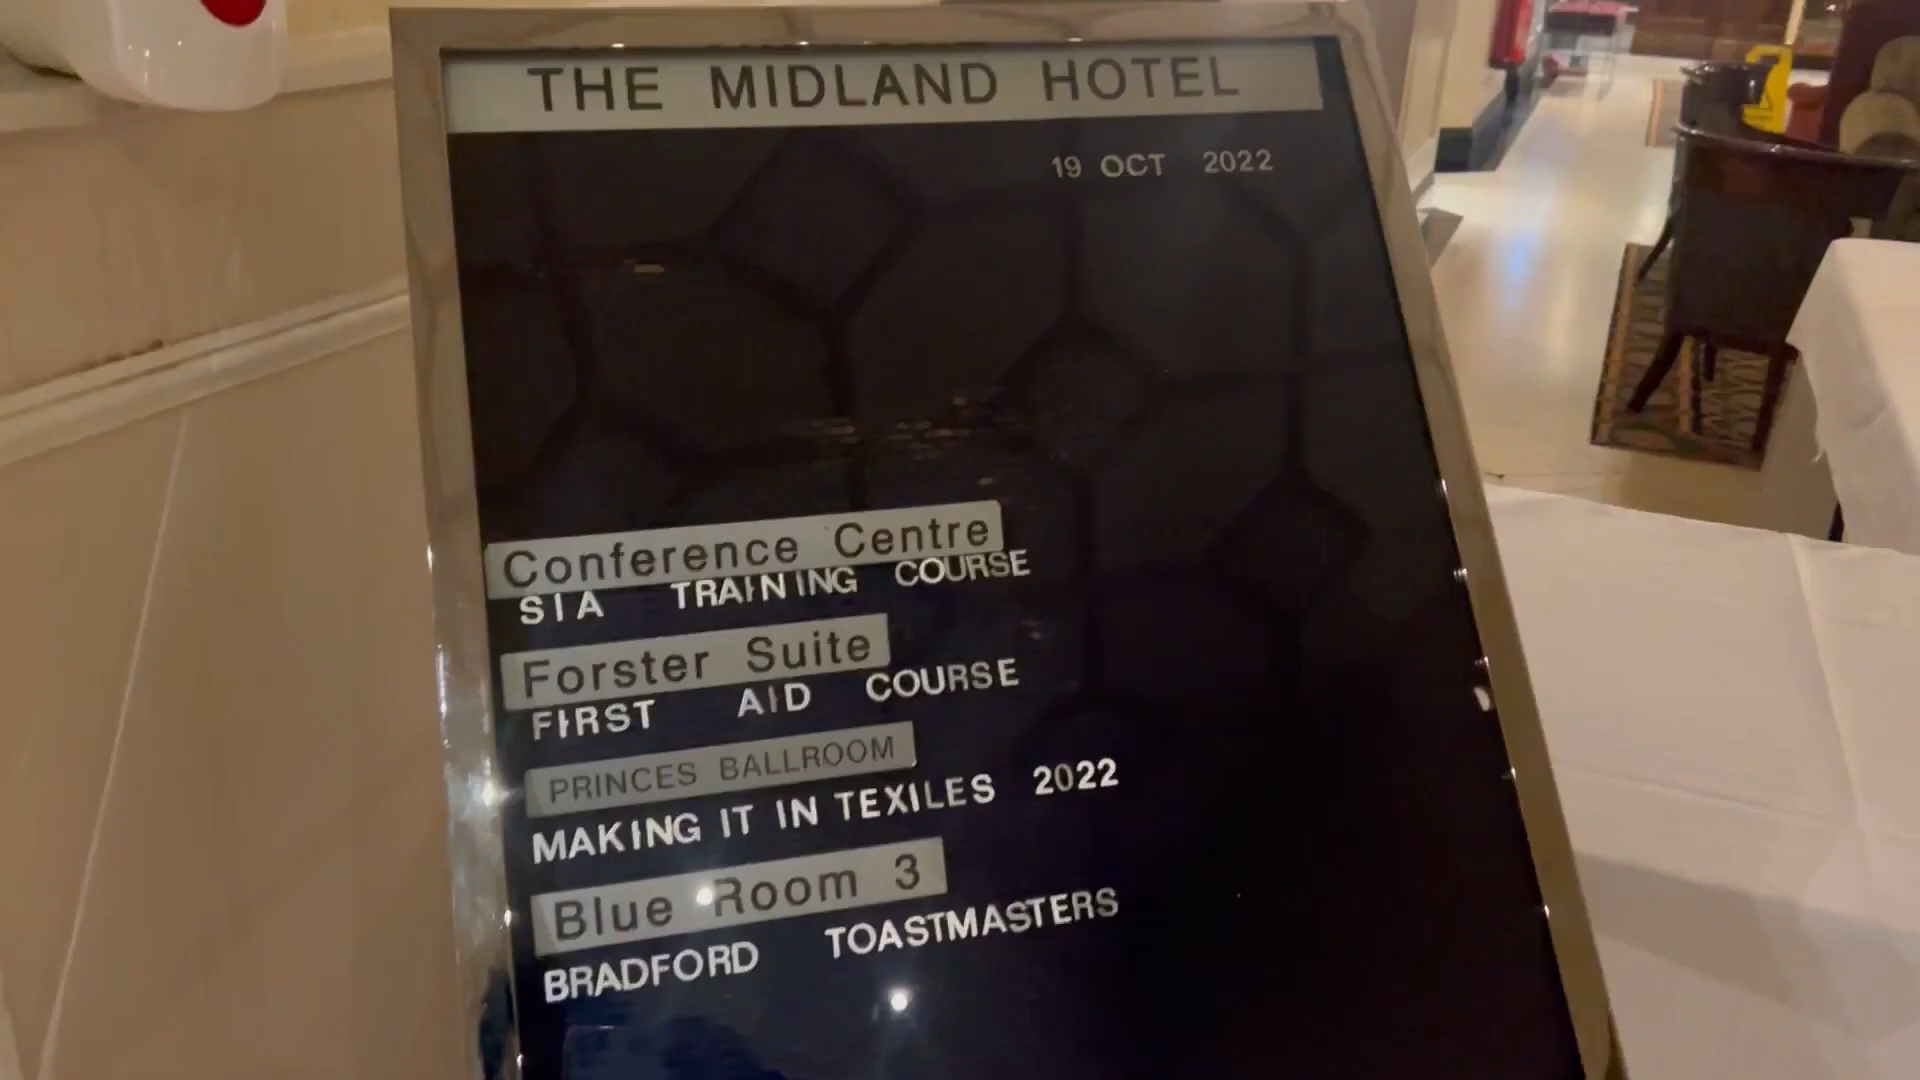 THE MIDLAND HOTEL
19 OCT 2022
Conference Centre
SIA TRAINING COURSE
Forster Suite
FIRST AID COURSE
PRINCES BALLROOM
MAKING IT IN TEXILES 2022
Blue Room 3
BRADFORD TOASTMASTERS